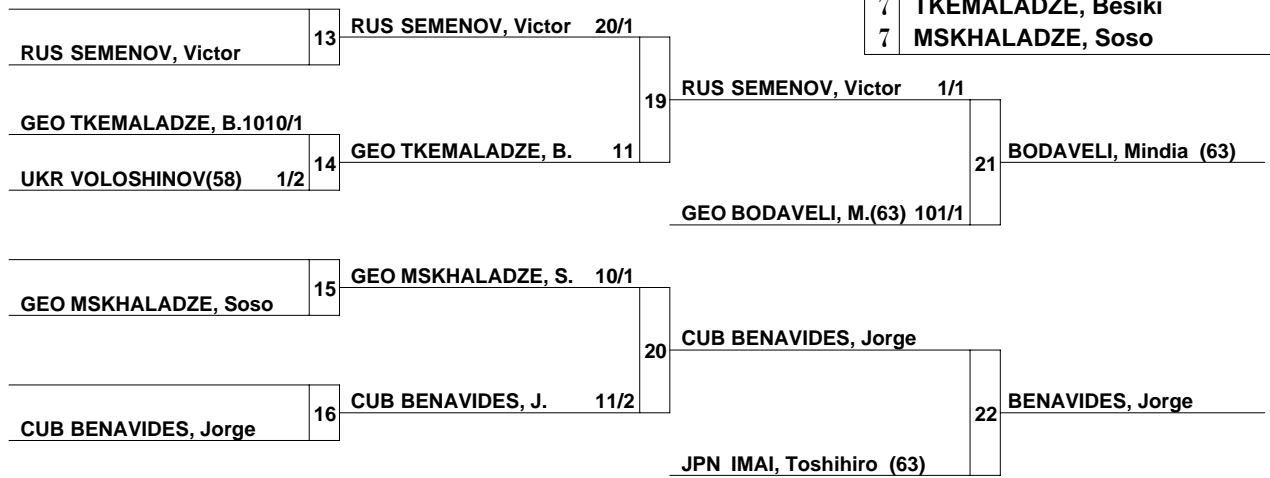 7 TKEMALADZE, Besiki
7 MSKHALADZE, Soso
RUS SEMENOV, Victor
13
RUS SEMENOV, Victor 20/1
GEO TKEMALADZE, B.1010/1
UKR VOLOSHINOV(58) 1/2
14
GEO TKEMALADZE, B. 11
19
RUS SEMENOV, Victor 1/1
GEO BODAVELI, M.(63) 101/1
21
BODAVELI, Mindia (63)
GEO MSKHALADZE, Soso
15
GEO MSKHALADZE, S. 10/1
CUB BENAVIDES, Jorge
16
CUB BENAVIDES, J. 11/2
20
CUB BENAVIDES, Jorge
JPN IMAI, Toshihiro (63)
22
BENAVIDES, Jorge